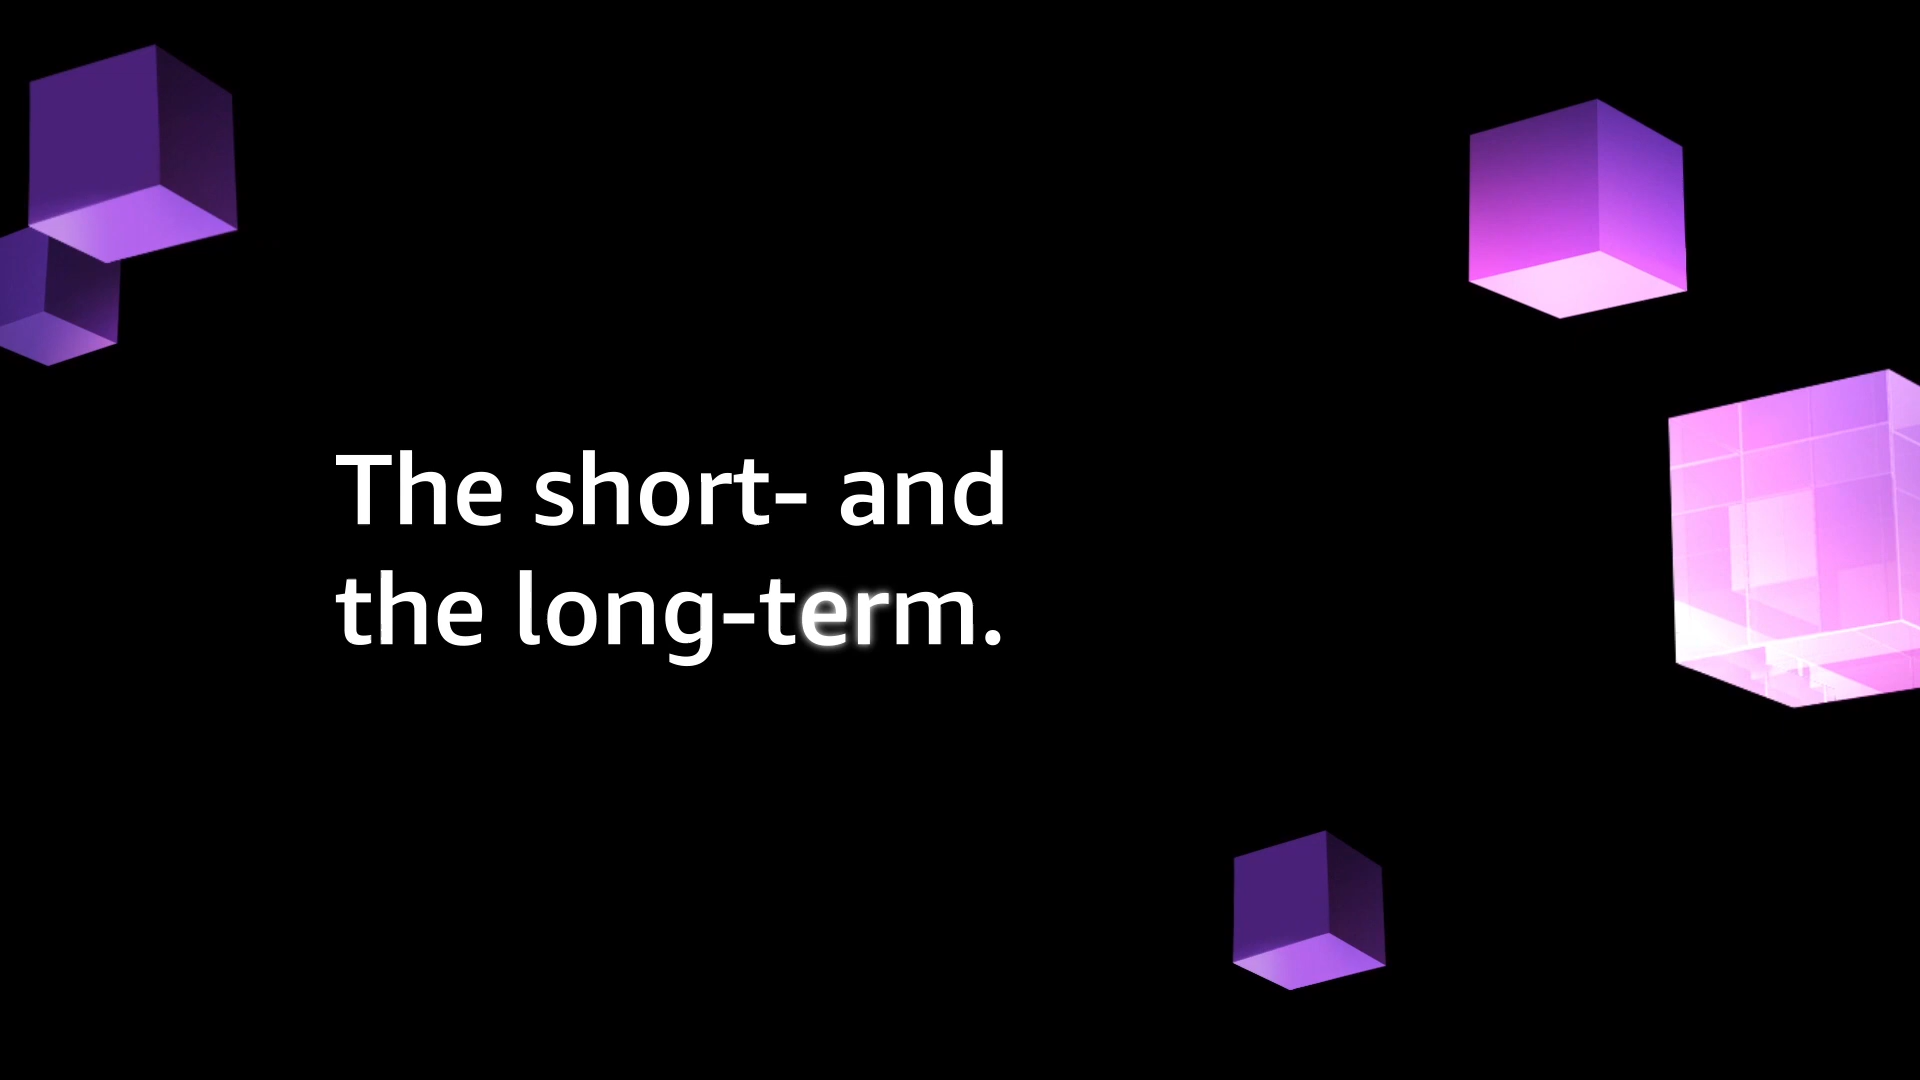 The short- and
the long-term.